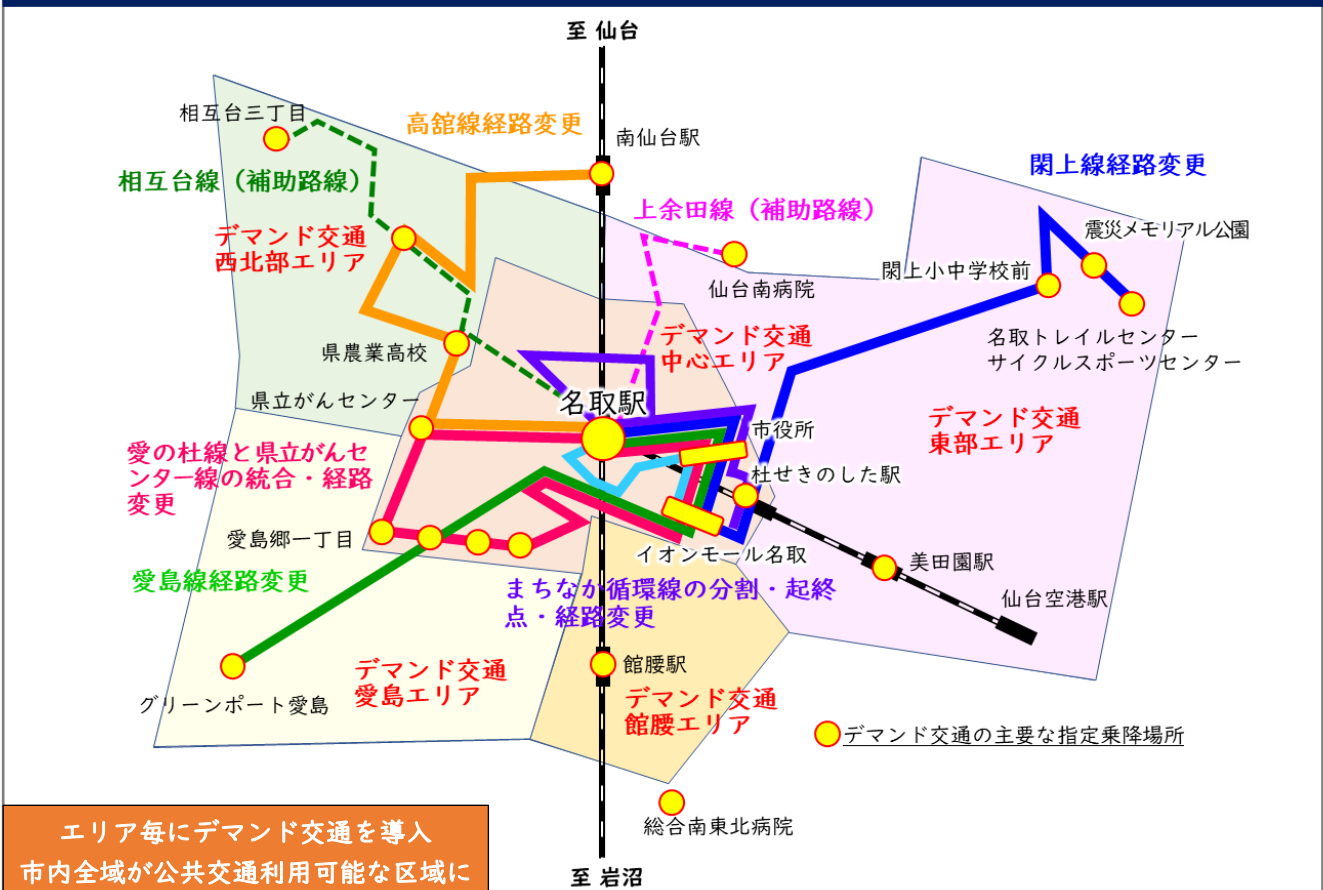 至 仙台
相互台三丁目
高舘線経路変更
南仙台駅
閖上線経路変更
相互台線（補助路線）
上余田線（補助路線）
震災メモリアル公園
デマンド交通
西北部エリア
閖上小中学校前
仙台南病院
デマンド交通
中心エリア
名取トレイルセンター
サイクルスポーツセンター
県農業高校
県立がんセンター
名取駅
市役所
デマンド交通
東部エリア
愛の杜線と県立がんセ
ンター線の統合・経路
変更
杜せきのした駅
愛島郷一丁目
イオンモール名取
美田園駅
愛島線経路変更
まちなか循環線の分割・起終
点・経路変更
仙台空港駅
デマンド交通
愛島エリア
館腰駅
デマンド交通
館腰エリア
グリーンポート愛島
デマンド交通の主要な指定乗降場所
エリア毎にデマンド交通を導入
市内全域が公共交通利用可能な区域に
総合南東北病院
至 岩沼